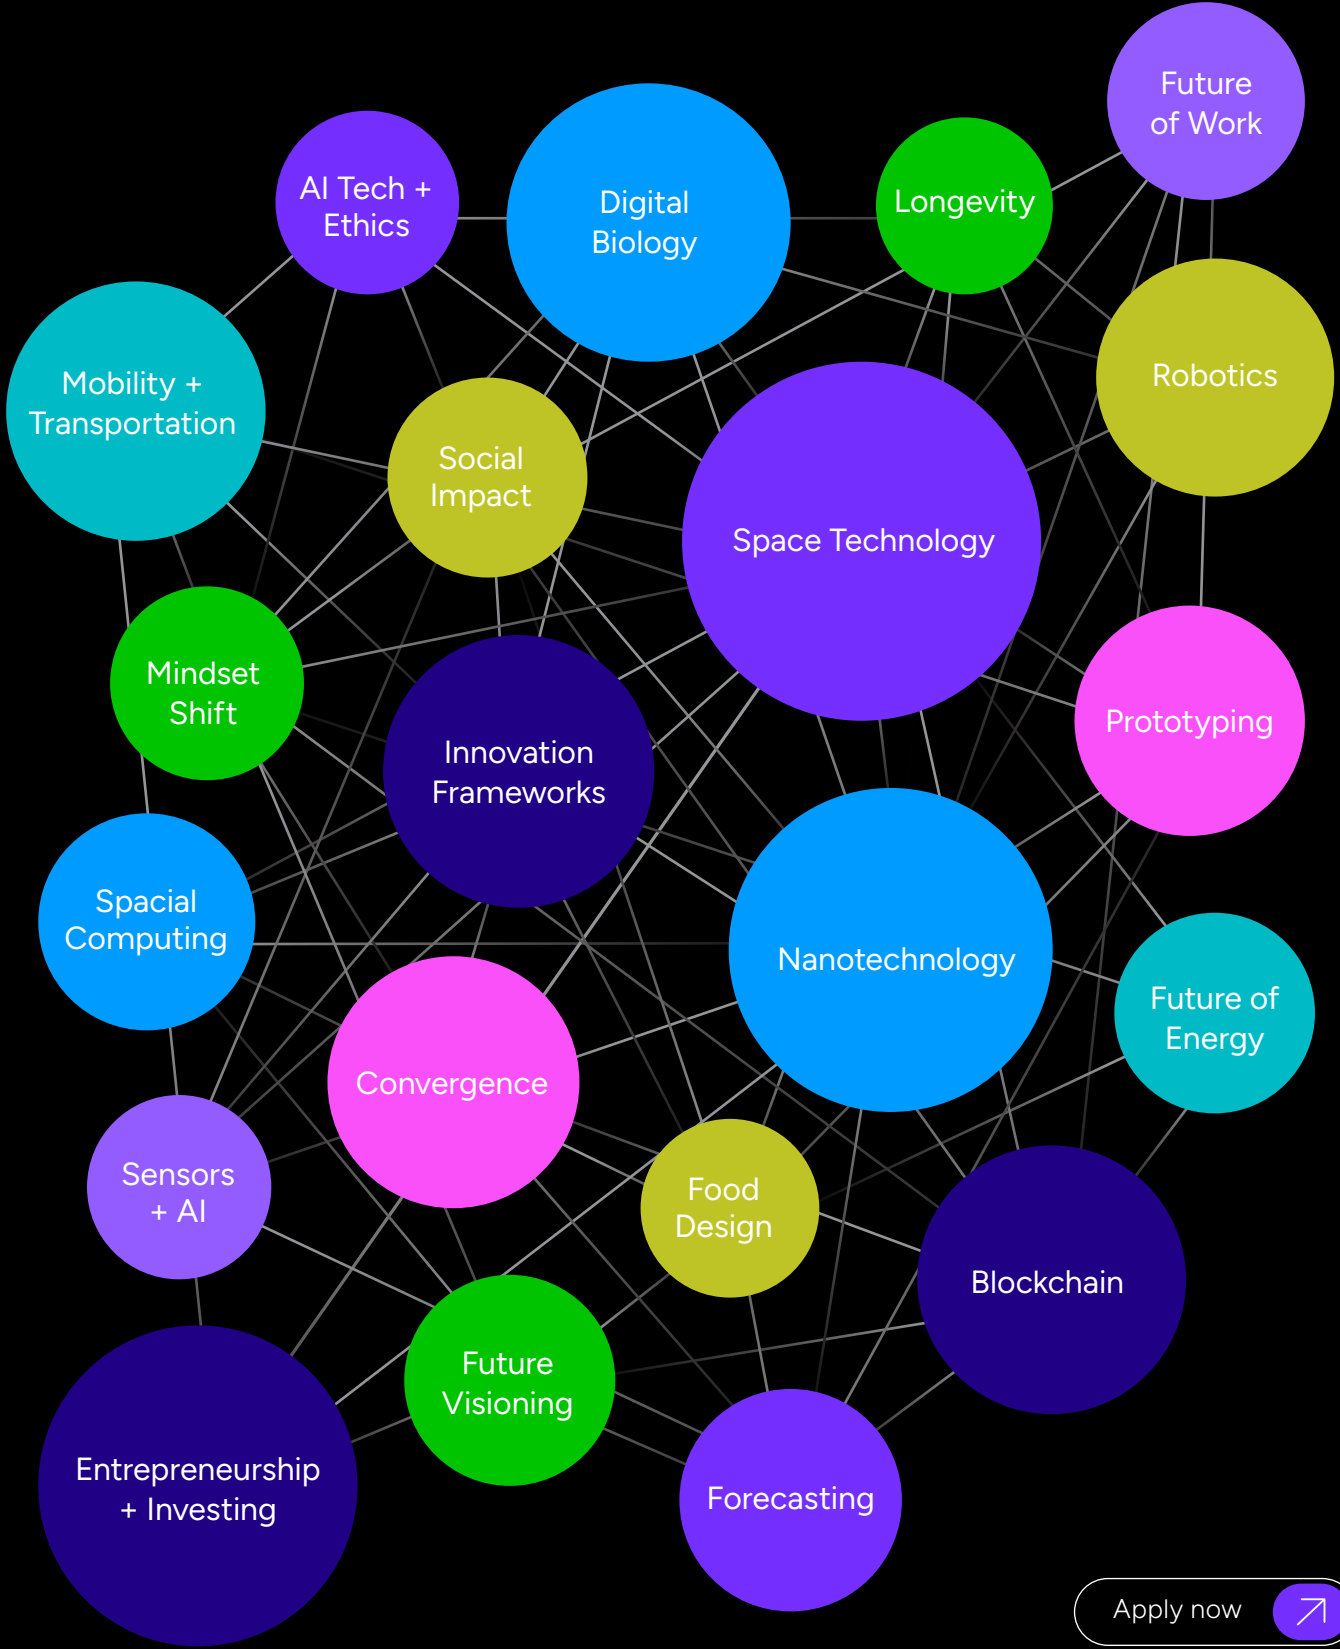 Future
of Work
AI Tech +
Ethics
Digital
Biology
Longevity
Mobility +
Transportation
Robotics
Social
Impact
Space Technology
Mindset
Shift
Innovation
Frameworks
Prototyping
Spacial
Computing
Nanotechnology
Future of
Energy
Convergence
Sensors
+ AI
Food
Design
Blockchain
Future
Visioning
Entrepreneurship
+ Investing
Forecasting
Apply now